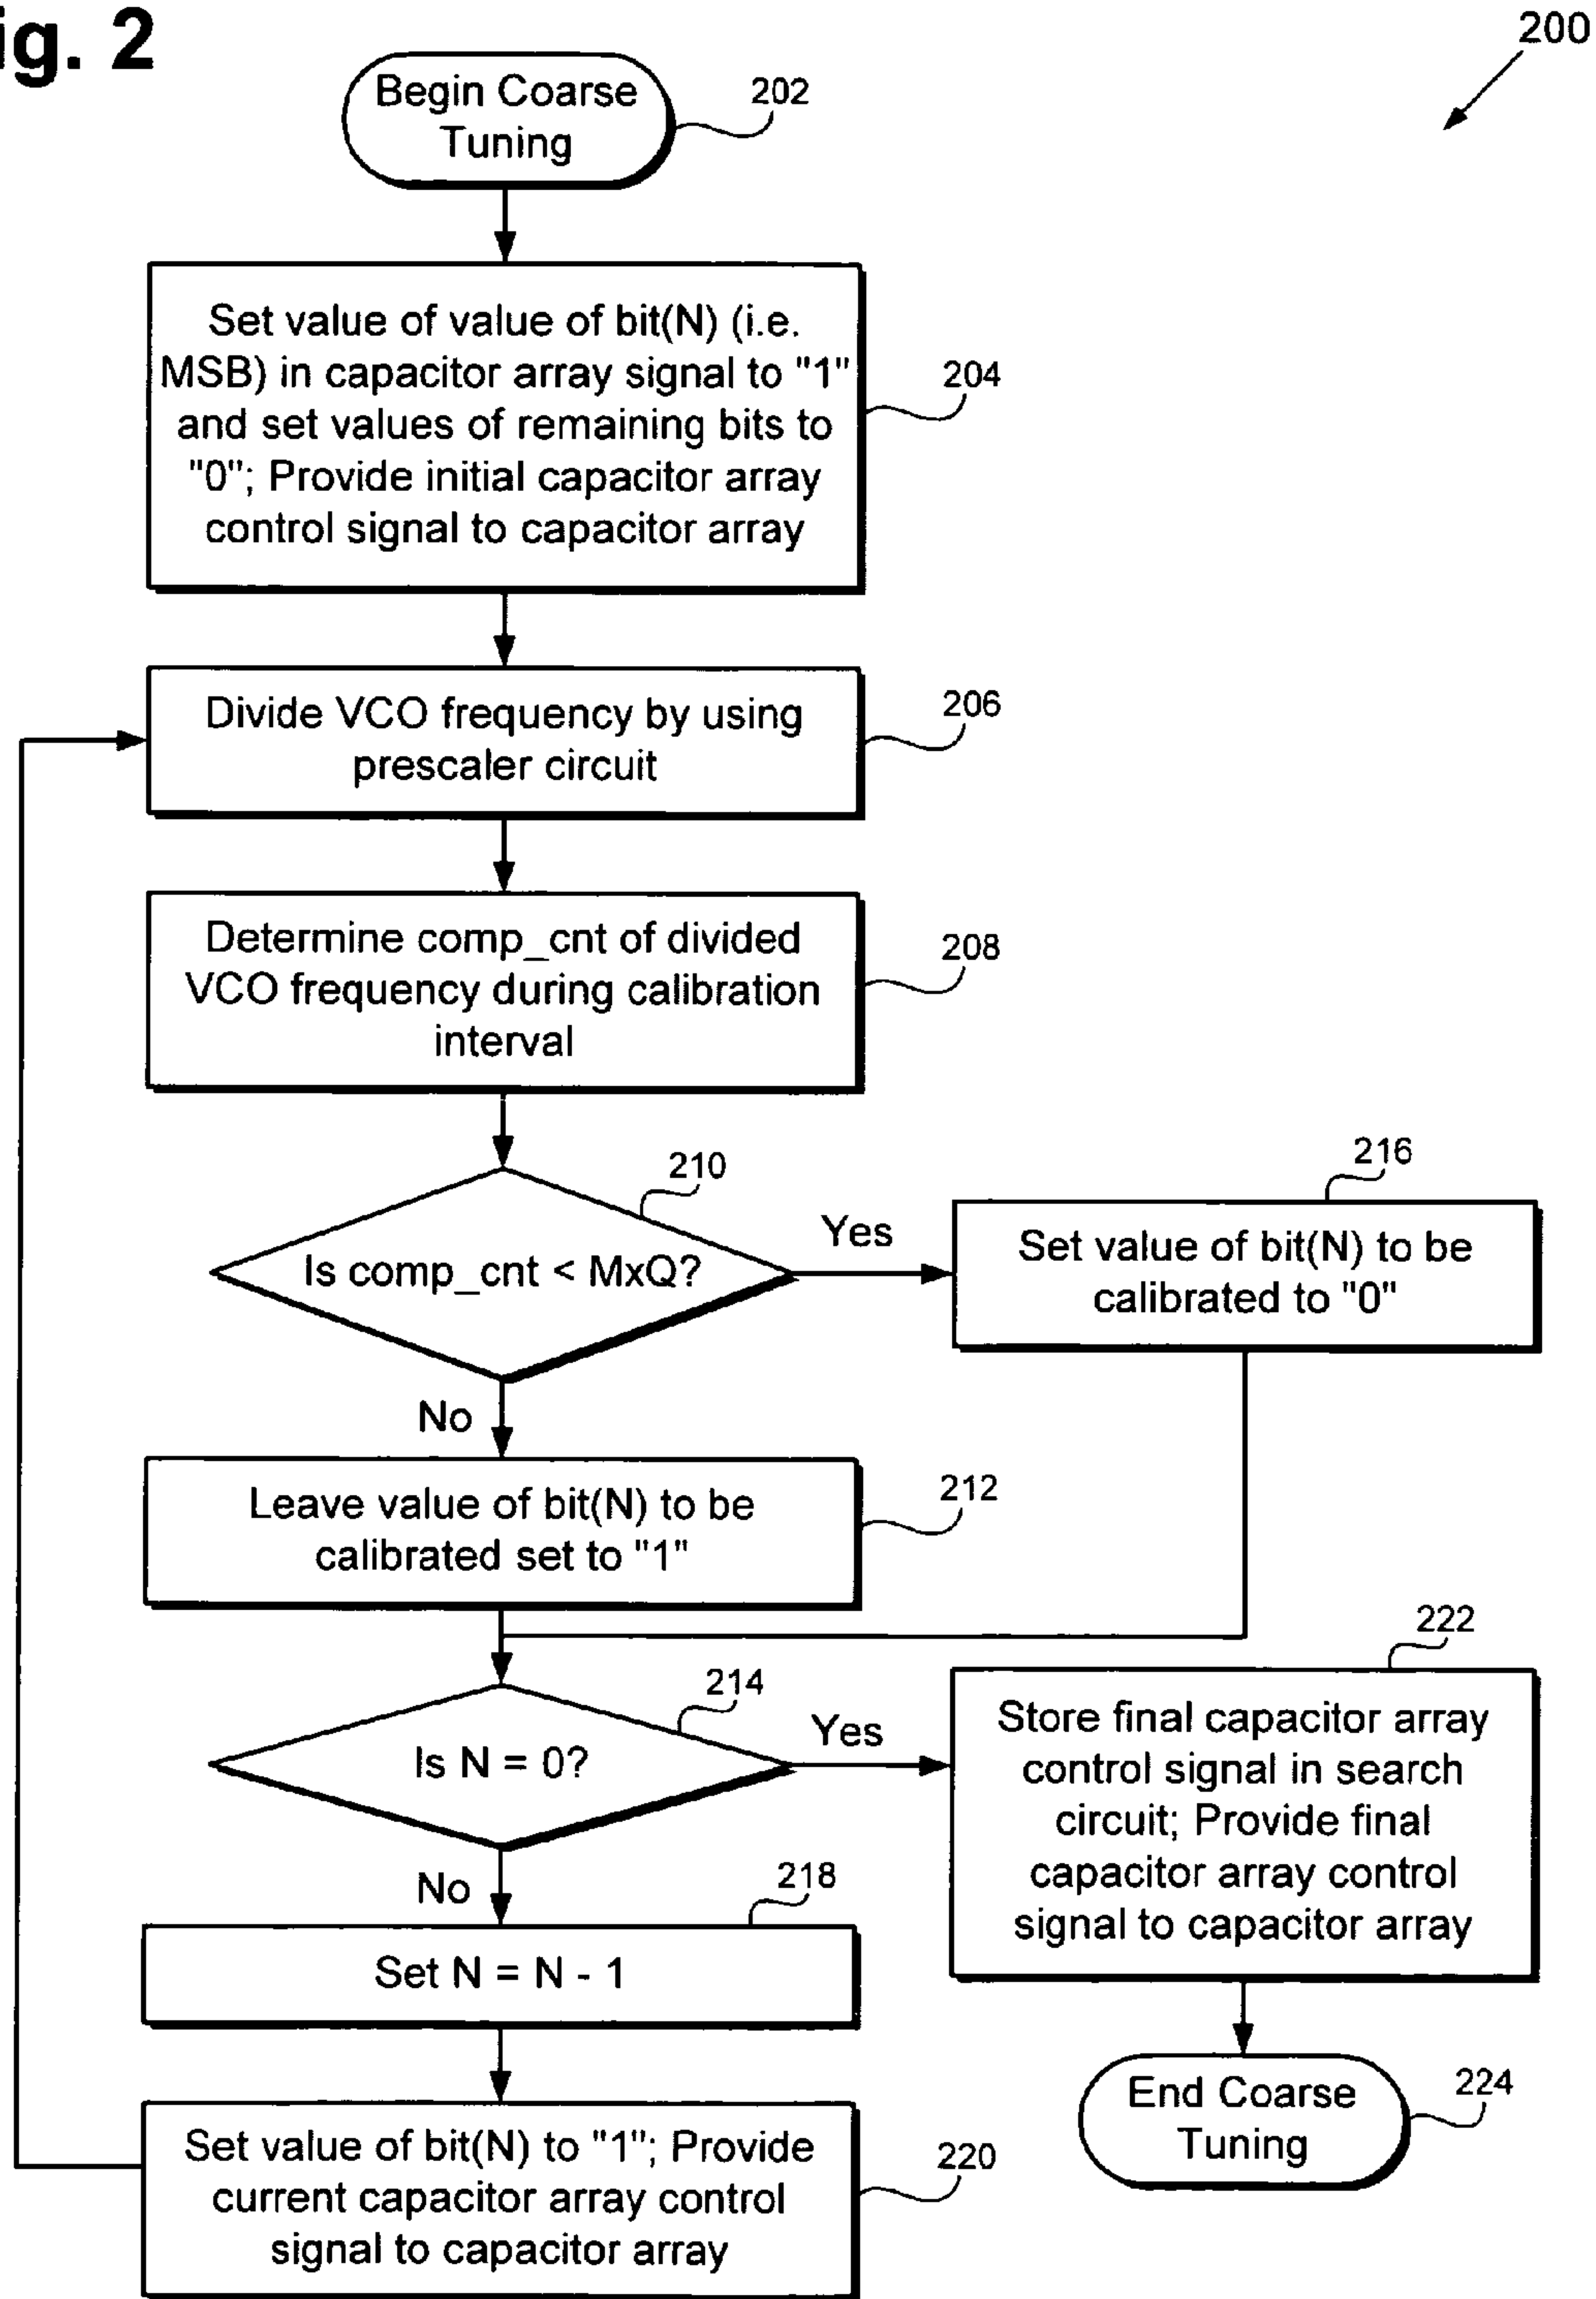 ig. 2
200
Begin Coarse
Tuning
202
Set value of value of bit(N) (i.e.
MSB) in capacitor array signal to "1"
and set values of remaining bits to
"0"; Provide initial capacitor array
control signal to capacitor array
204
Divide VCO frequency by using
prescaler circuit
206
Determine comp_cnt of divided
VCO frequency during calibration
interval
208
210
Is comp_cnt < MxQ?
Yes
216
Set value of bit(N) to be
calibrated to "0"
No
Leave value of bit(N) to be
calibrated set to "1"
212
214
Is N = 0?
Yes
222
Store final capacitor array
control signal in search
circuit; Provide final
capacitor array control
signal to capacitor array
No
218
Set N = N - 1
Set value of bit(N) to "1"; Provide
current capacitor array control
signal to capacitor array
220
End Coarse
Tuning
224